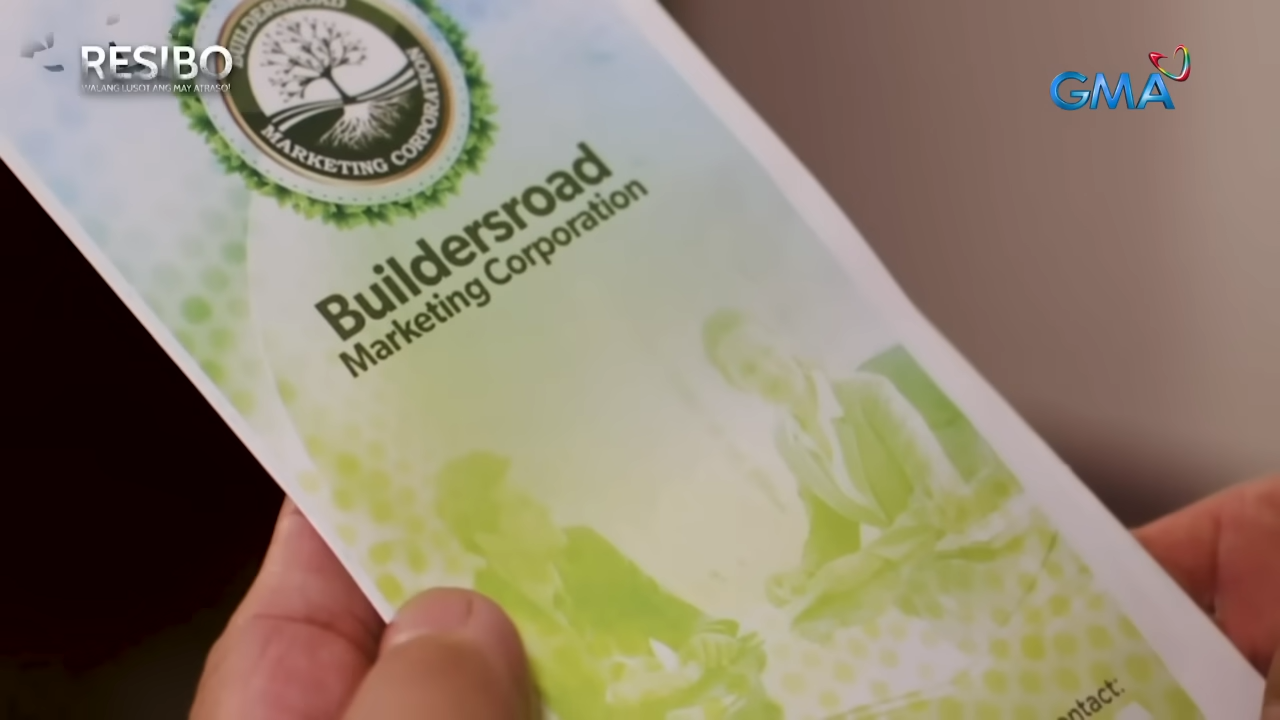 RESIBO
WALANG LUSOT ANG MAY ATRASO!
GMA
BUILDERSROAD
MARKETING CORPORATION
Buildersroad
Marketing Corporation
ontact: